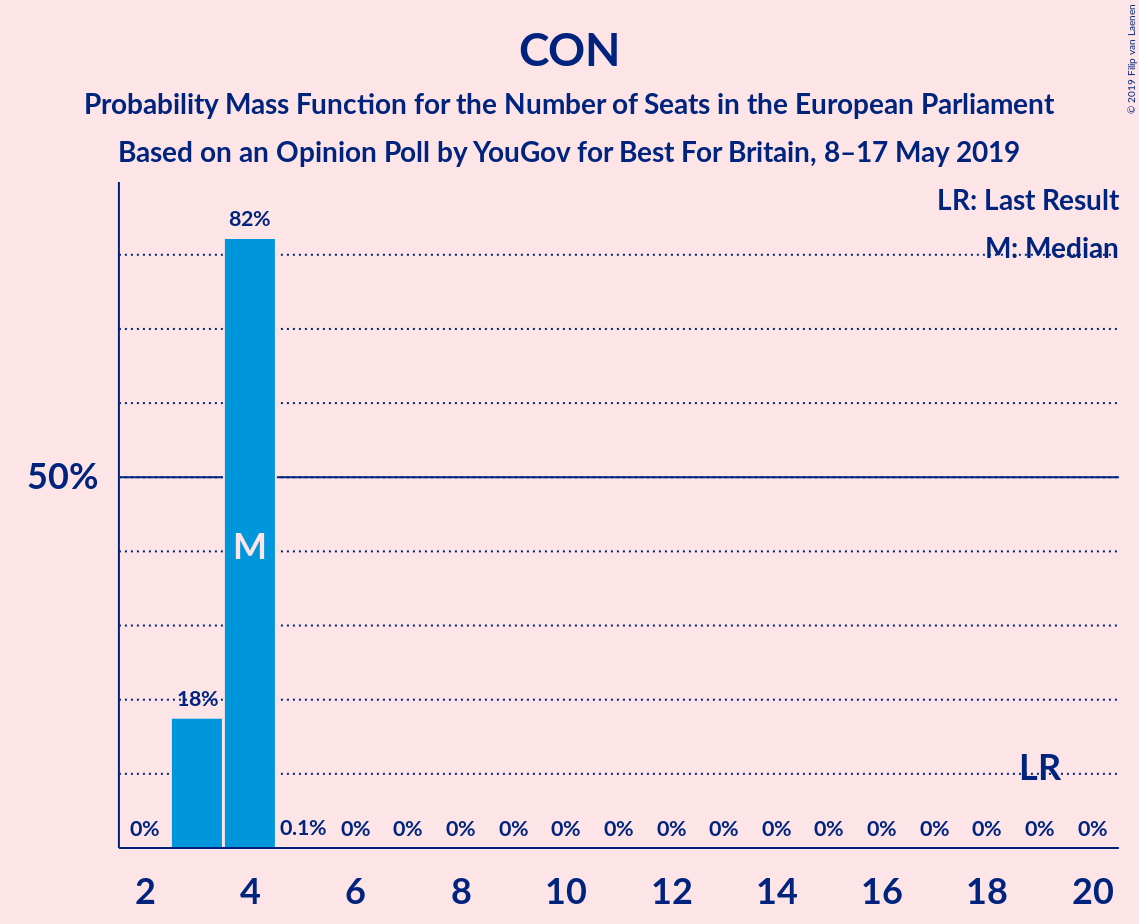 CON
Probability Mass Function for the Number of Seats in the European Parliament
Based on an Opinion Poll by YouGov for Best For Britain, 8–17 May 2019
© 2019 Filip van Laenen
LR: Last Result
M: Median
82%
50%
M
18%
LR
0% 0.1% 0% 0% 0% 0% 0% 0% 0% 0% 0% 0% 0% 0% 0% 0% 0%
2 4 6 8 10 12 14 16 18 20